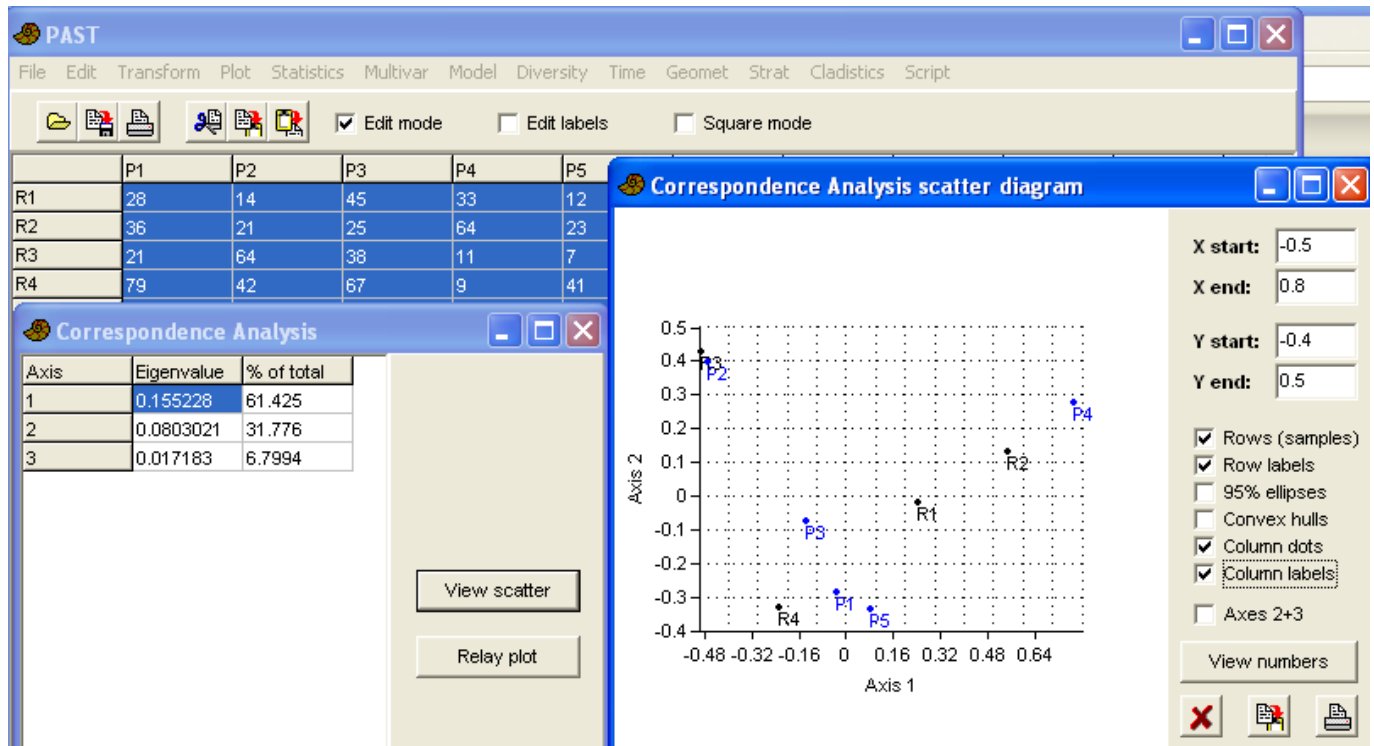 PAST
File Edit Transform Plot Statistics Multivar Model Diversity Time Geomet Strat Cladistics Script
Edit mode Edit labels Square mode
P1 P2 P3 P4 P5
R1 28 14 45 33 12
R2 36 21 25 64 23
R3 21 64 38 11 7
R4 79 42 67 9 41
Correspondence Analysis
Axis Eigenvalue % of total
1 0.155228 61.425
2 0.0803021 31.776
3 0.017183 6.7994
View scatter
Relay plot
Correspondence Analysis scatter diagram
0.5
0.4
0.3
0.2
0.1
0
-0.1
-0.2
-0.3
-0.4
Axis 2
R3
P2
P4
R2
R1
P3
P1
R4
P5
-0.48 -0.32 -0.16 0 0.16 0.32 0.48 0.64
Axis 1
X start: -0.5
X end: 0.8
Y start: -0.4
Y end: 0.5
Rows (samples)
Row labels
95% ellipses
Convex hulls
Column dots
Column labels
Axes 2+3
View numbers